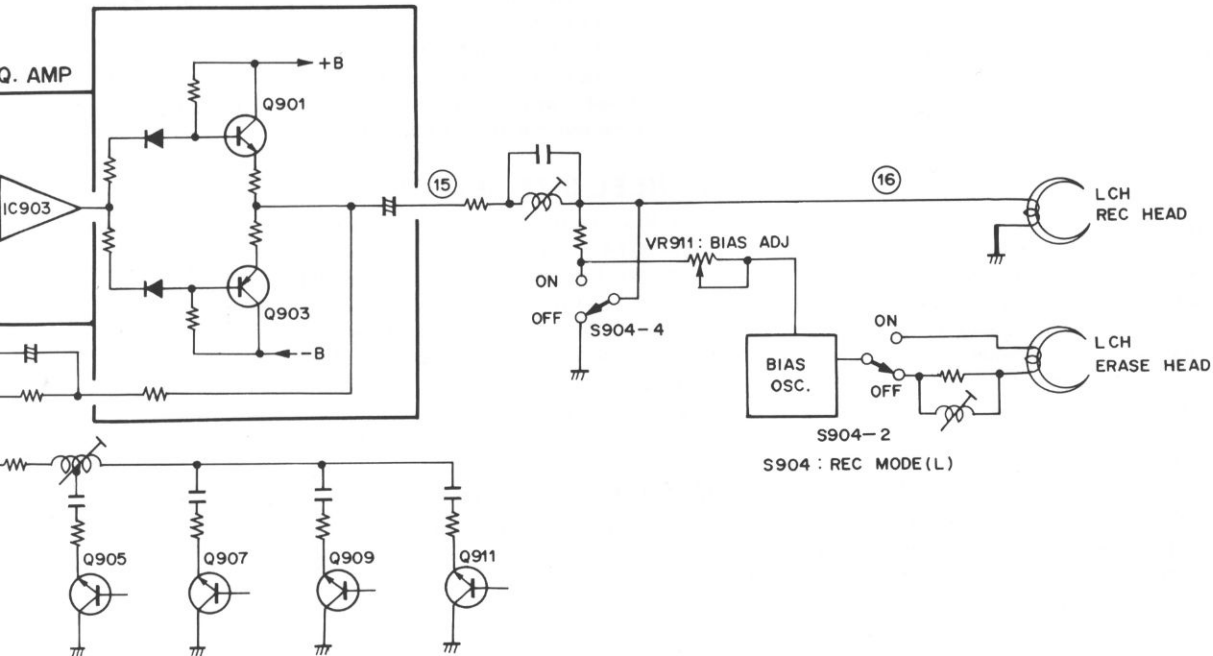 Q. AMP
+B
Q901
IC903
15
16
LCH
REC HEAD
VR911: BIAS ADJ
ON
OFF
S904-4
Q903
-B
ON
LCH
ERASE HEAD
BIAS
OSC.
OFF
S904-2
S904 : REC MODE(L)
Q905
Q907
Q909
Q911